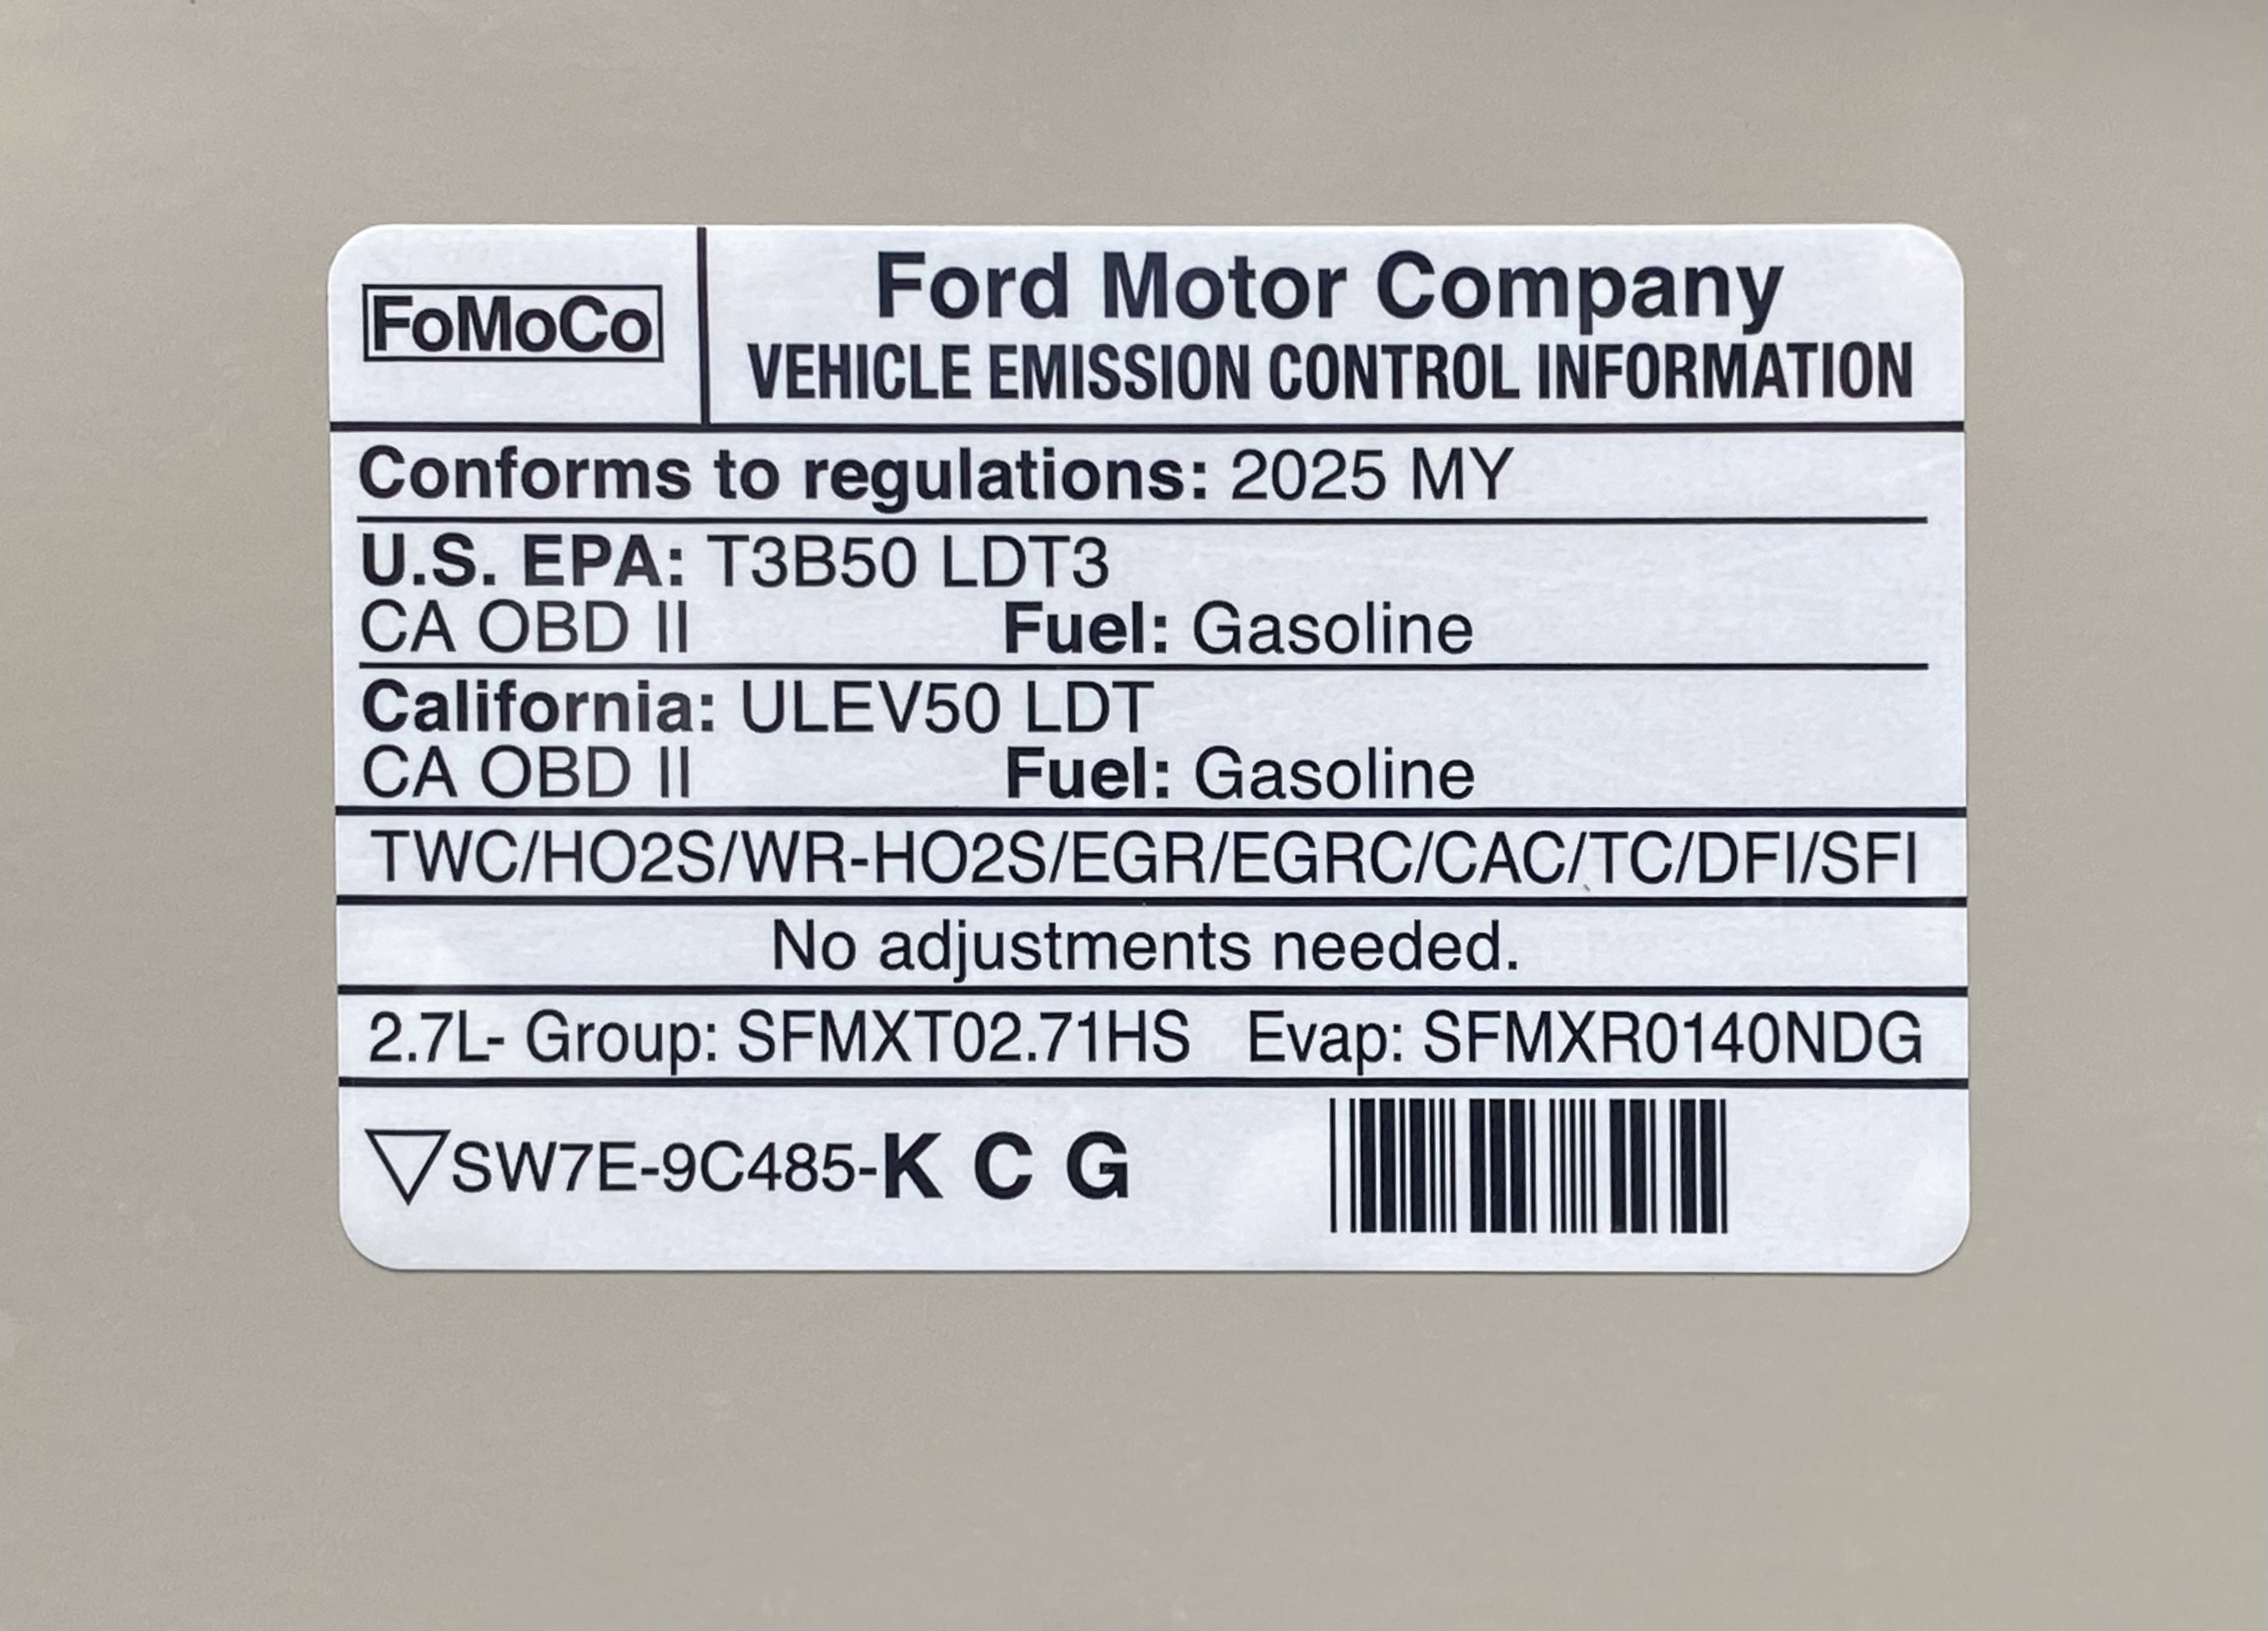 FoMoCo
Ford Motor Company
VEHICLE EMISSION CONTROL INFORMATION
Conforms to regulations: 2025 MY
U.S. EPA: T3B50 LDT3
CA OBD II Fuel: Gasoline
California: ULEV50 LDT
CA OBD II Fuel: Gasoline
TWC/HO2S/WR-HO2S/EGR/EGRC/CAC/TC/DFI/SFI
No adjustments needed.
2.7L- Group: SFMXT02.71HS Evap: SFMXR0140NDG
SW7E-9C485-K C G